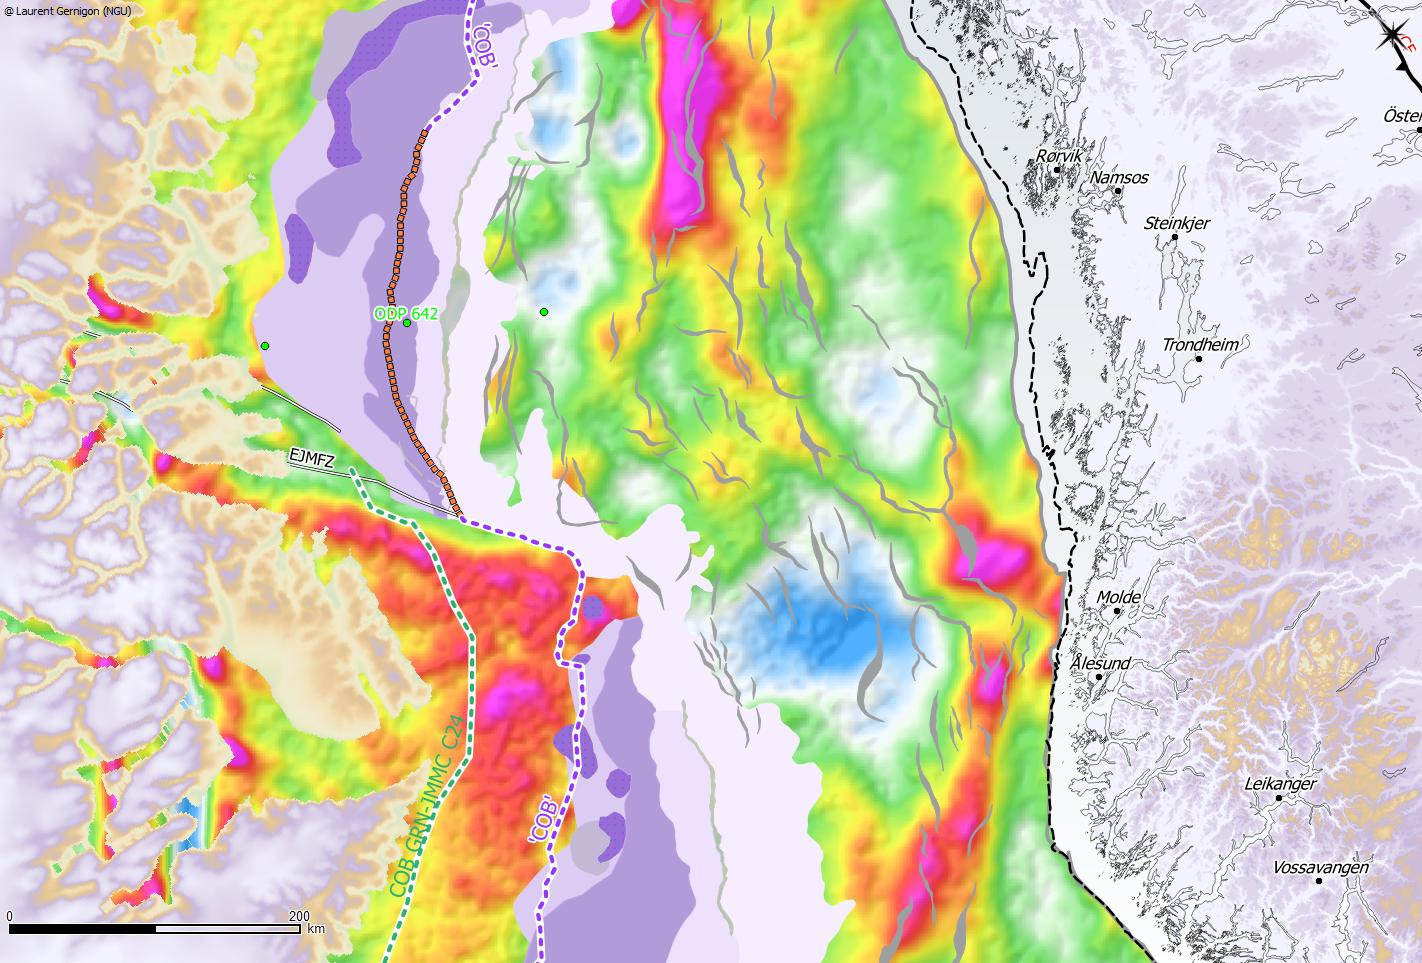 @ Laurent Gernigon (NGU)
'COB'
CF
Öster
Rørvik
Namsos
Steinkjer
ODP 642
Trondheim
EJMFZ
Molde
Ålesund
COB GRN-JMMC C24
'COB'
Leikanger
Vossavangen
0 200
km